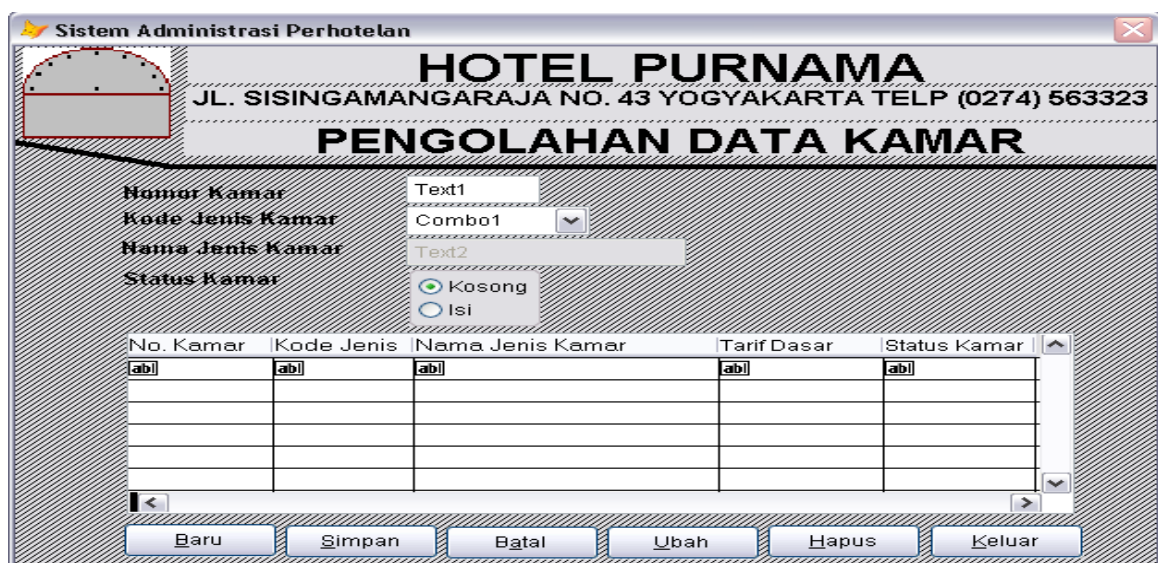 Sistem Administrasi Perhotelan
HOTEL PURNAMA
JL. SISINGAMANGARAJA NO. 43 YOGYAKARTA TELP (0274) 563323
PENGOLAHAN DATA KAMAR
Nomor Kamar Text1
Kode Jenis Kamar Combo1
Nama Jenis Kamar Text2
Status Kamar Kosong
Isi
No. Kamar Kode Jenis Nama Jenis Kamar Tarif Dasar Status Kamar
abl abl abl abl abl
Baru Simpan Batal Ubah Hapus Keluar